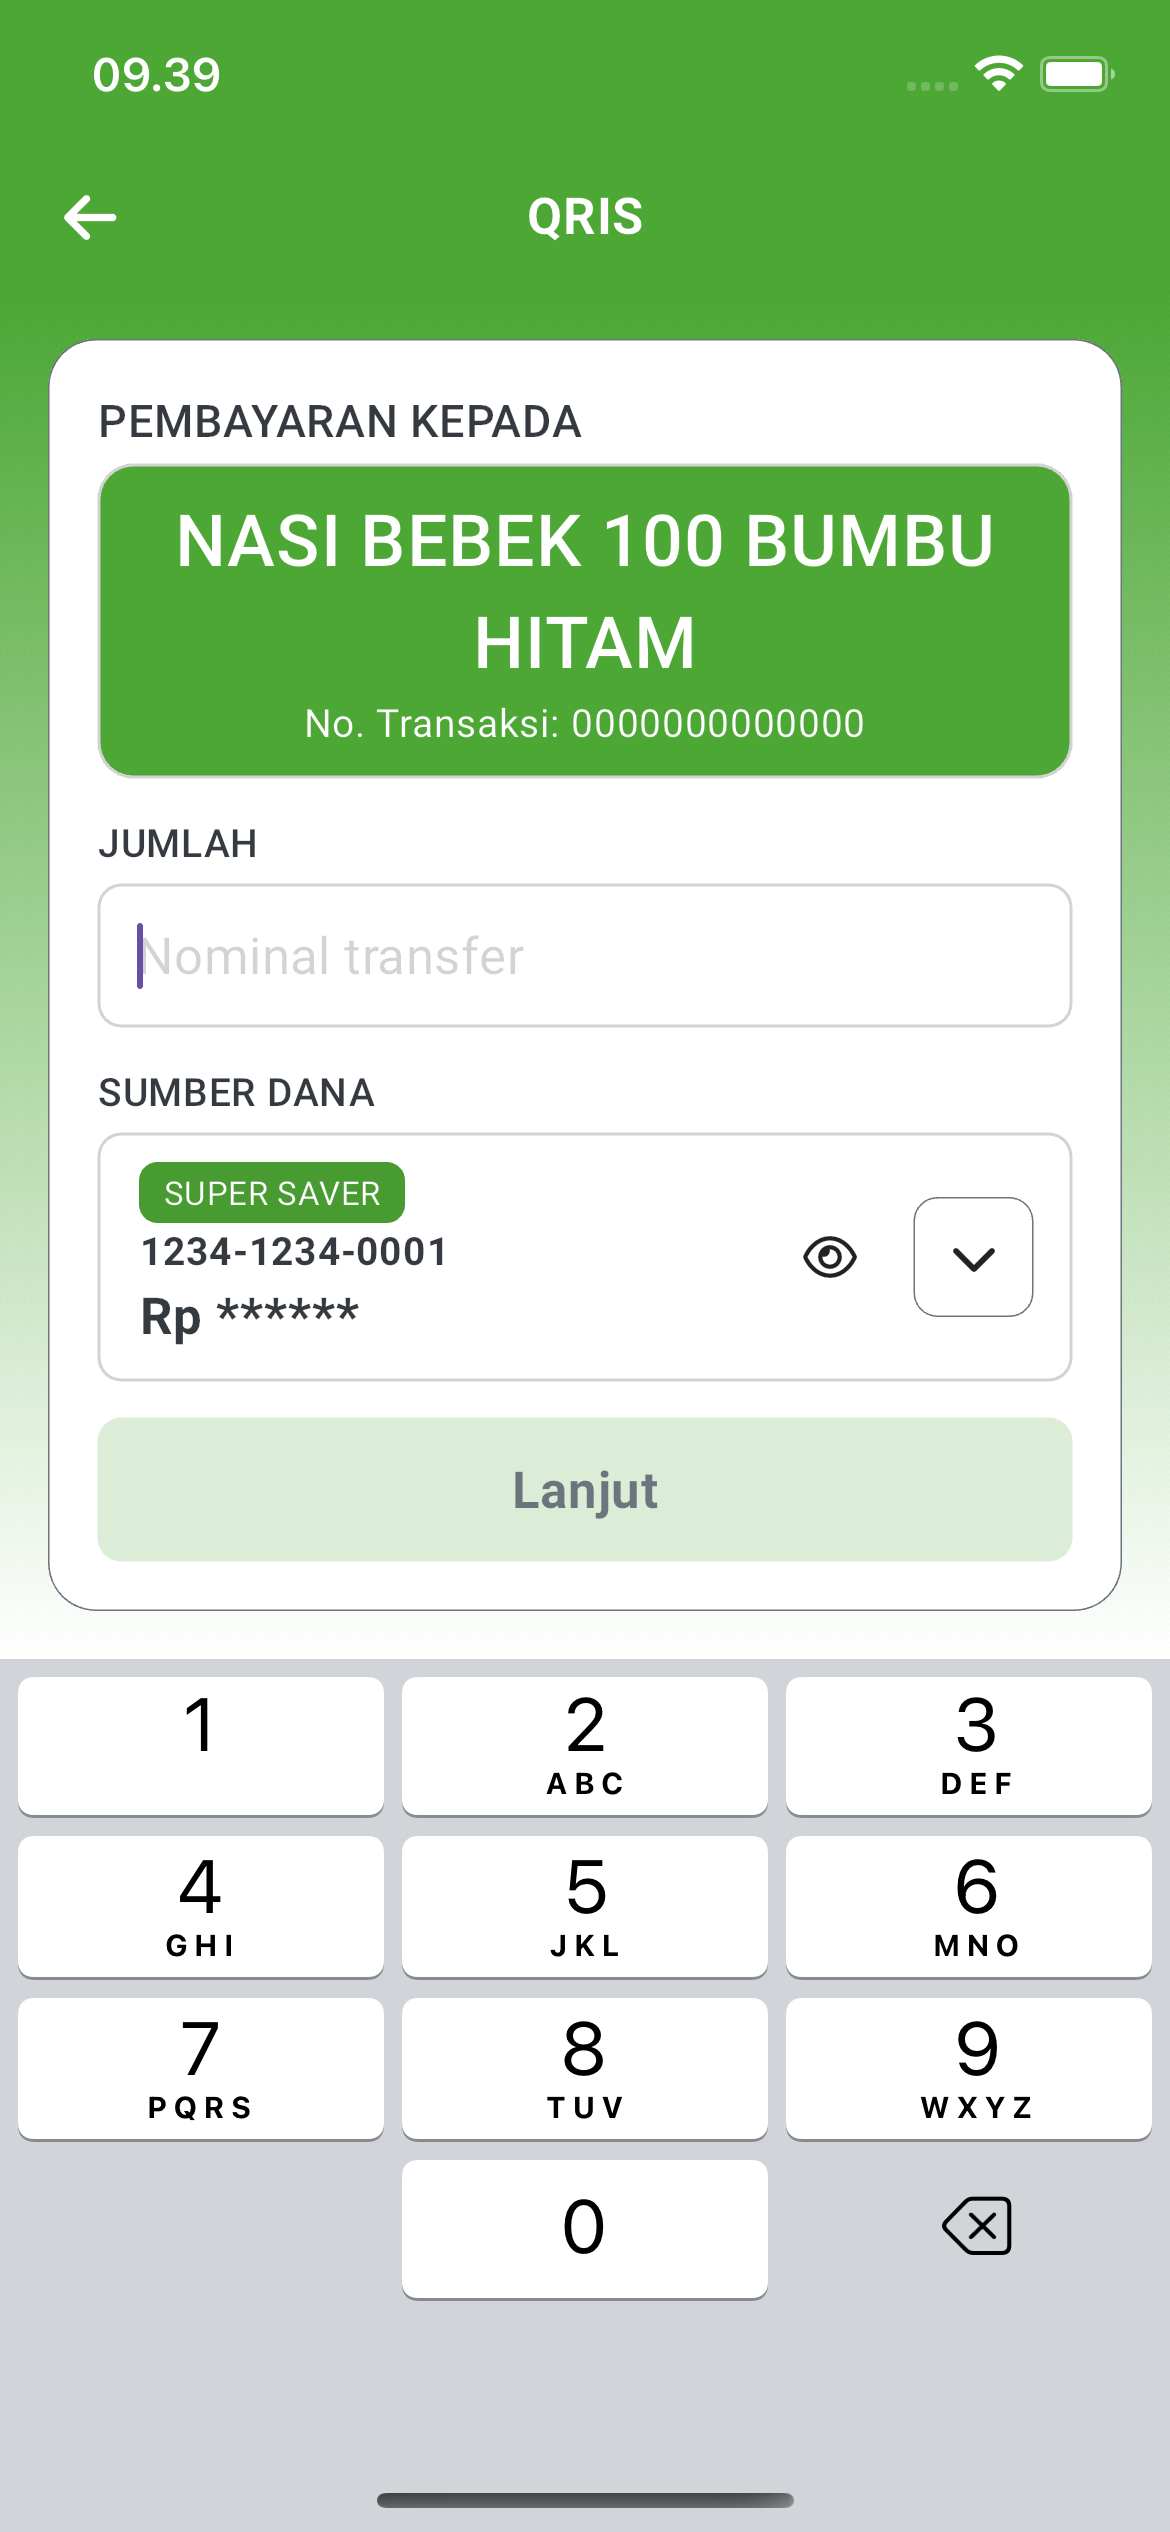 09.39
QRIS
PEMBAYARAN KEPADA
NASI BEBEK 100 BUMBU
HITAM
No. Transaksi: 0000000000000
JUMLAH
Nominal transfer
SUMBER DANA
SUPER SAVER
1234-1234-0001
Rp ******
Lanjut
1
2
ABC
3
DEF
4
GHI
5
JKL
6
MNO
7
PQRS
8
TUV
9
WXYZ
0